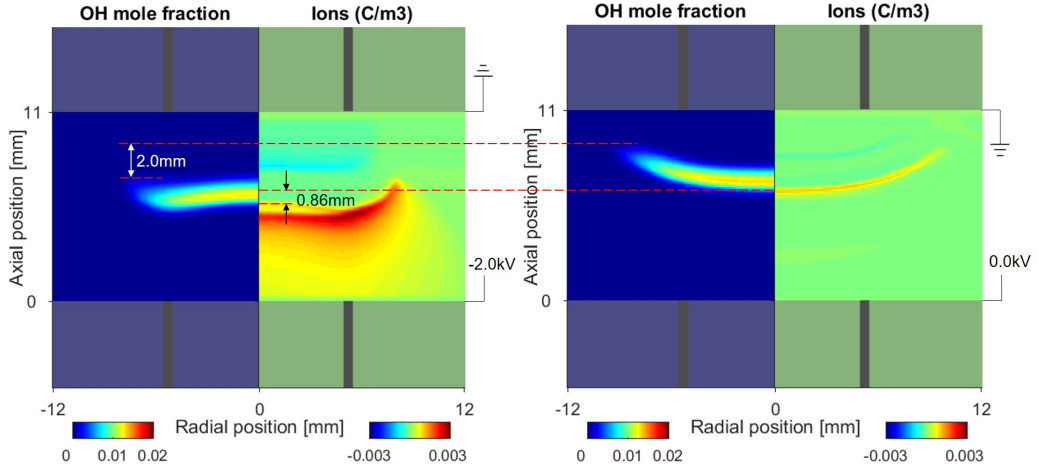 OH mole fraction
Ions (C/m3)
OH mole fraction
Ions (C/m3)
11
11
2.0mm
0.86mm
-2.0kV
0.0kV
Axial position [mm]
Axial position [mm]
0
0
-12
0
12
-12
0
12
Radial position [mm]
Radial position [mm]
0
0.01
0.02
-0.003
0.003
0
0.01
0.02
-0.003
0.003